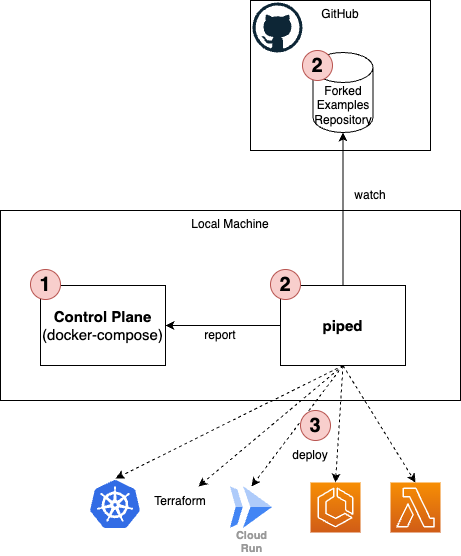 GitHub
2
Forked
Examples
Repository
watch
Local Machine
1
2
Control Plane
(docker-compose)
report
piped
3
deploy
Terraform
Cloud
Run